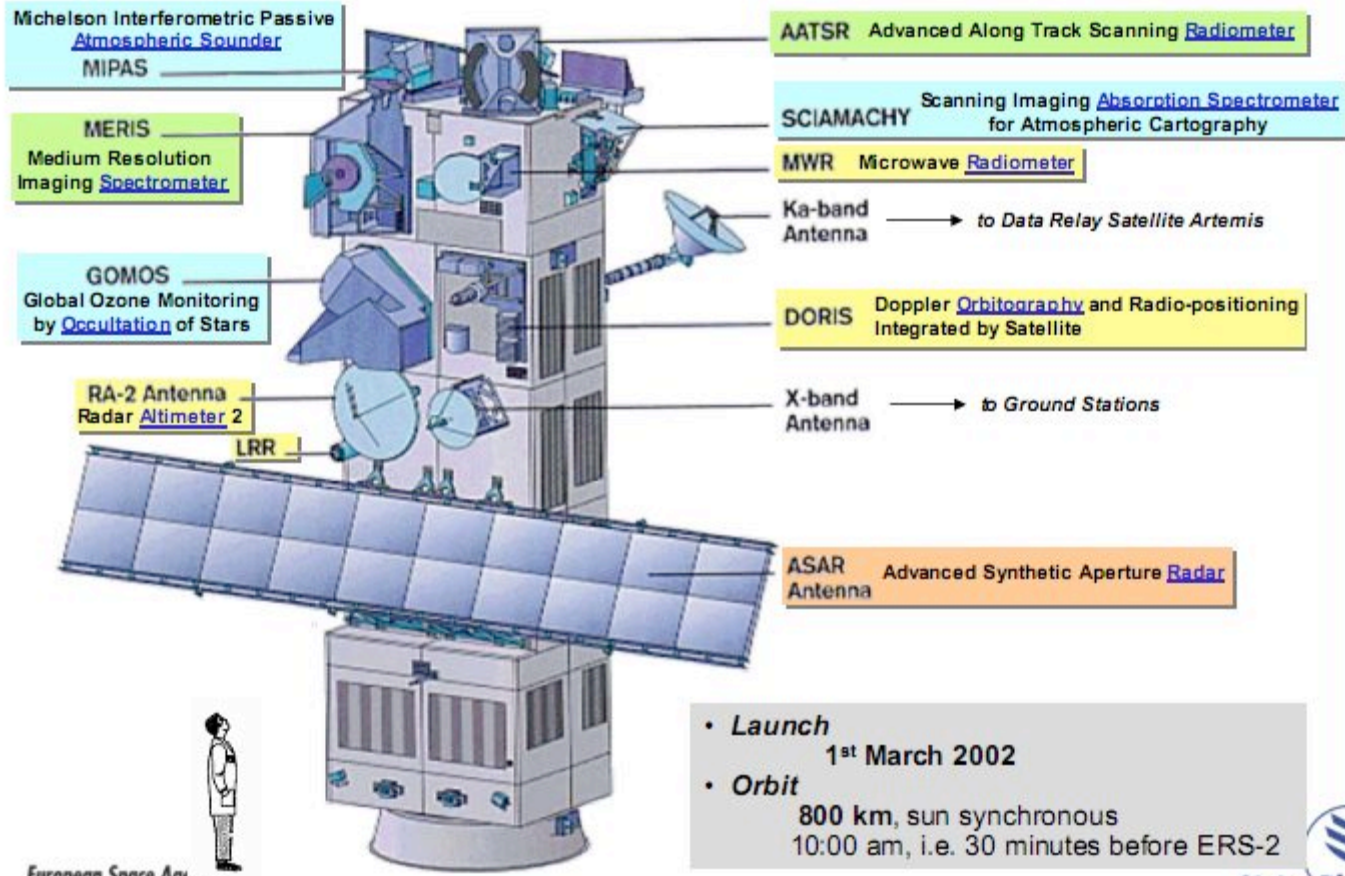 Michelson Interferometric Passive
Atmospheric Sounder
MIPAS
MERIS
Medium Resolution
Imaging Spectrometer
GOMOS
Global Ozone Monitoring
by Occultation of Stars
RA-2 Antenna
Radar Altimeter 2
LRR
AATSR Advanced Along Track Scanning Radiometer
SCIAMACHY Scanning Imaging Absorption Spectrometer
for Atmospheric Cartography
MWR Microwave Radiometer
Ka-band
Antenna
to Data Relay Satellite Artemis
DORIS Doppler Orbitography and Radio-positioning
Integrated by Satellite
X-band
Antenna
to Ground Stations
ASAR
Antenna
Advanced Synthetic Aperture Radar
• Launch
1st March 2002
• Orbit
800 km, sun synchronous
10:00 am, i.e. 30 minutes before ERS-2
European Space